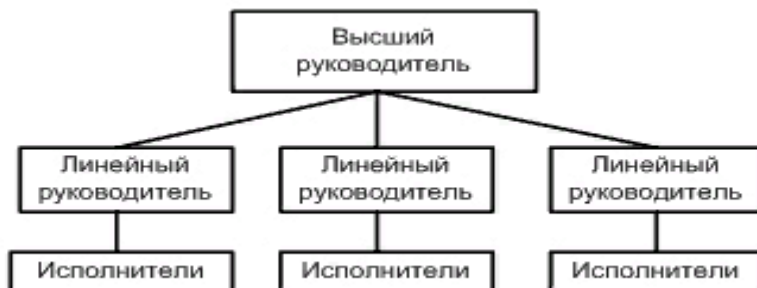 Высший
руководитель
Линейный
руководитель
Линейный
руководитель
Линейный
руководитель
Исполнители
Исполнители
Исполнители